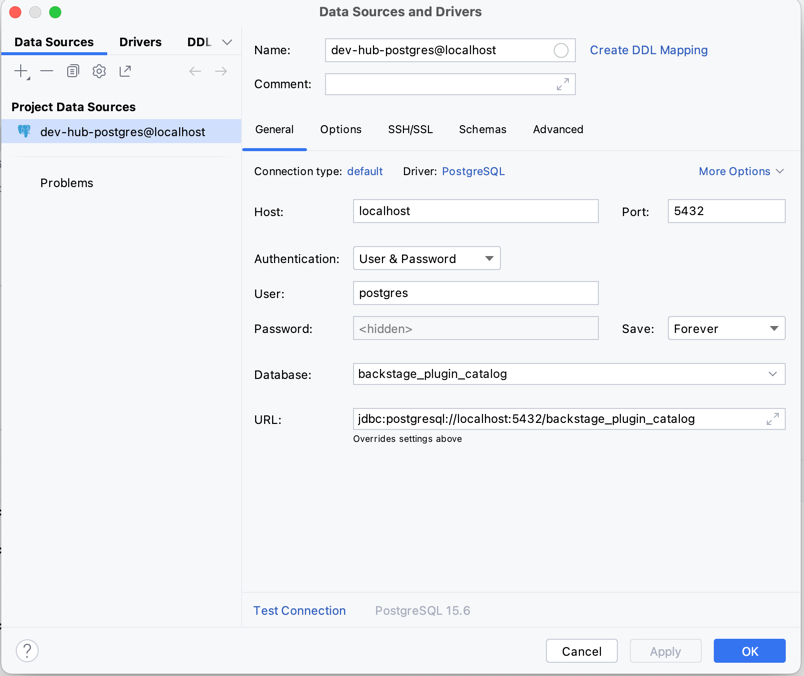 Data Sources and Drivers
Data Sources Drivers DDL
Project Data Sources
dev-hub-postgres@localhost
Problems
Name: dev-hub-postgres@localhost Create DDL Mapping
Comment:
General Options SSH/SSL Schemas Advanced
Connection type: default Driver: PostgreSQL More Options
Host: localhost Port: 5432
Authentication: User & Password
User: postgres
Password: <hidden> Save: Forever
Database: backstage_plugin_catalog
URL: jdbc:postgresql://localhost:5432/backstage_plugin_catalog
Overrides settings above
Test Connection PostgreSQL 15.6
? Cancel Apply OK